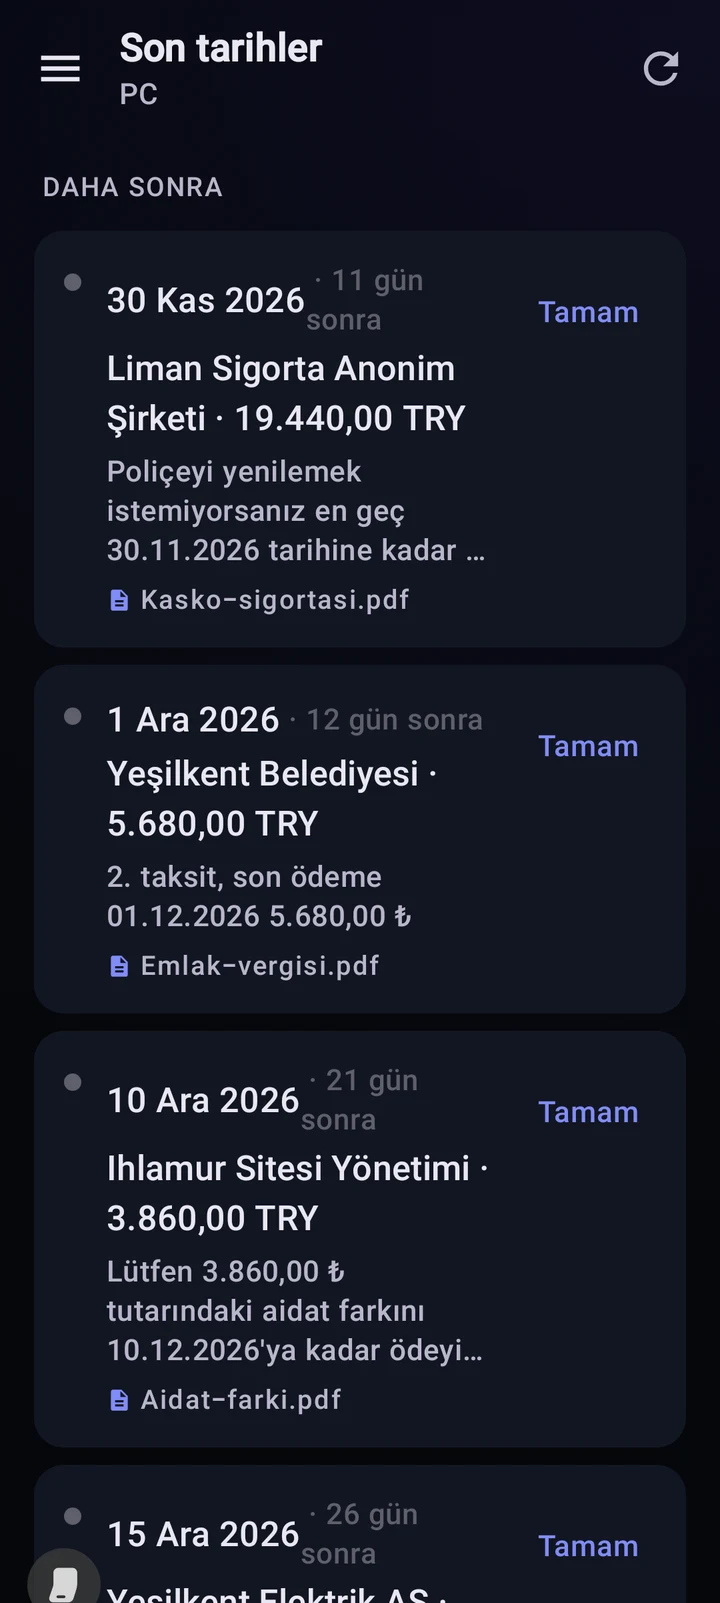 Son tarihler
PC
DAHA SONRA
30 Kas 2026 · 11 gün sonra
Tamam
Liman Sigorta Anonim
Şirketi · 19.440,00 TRY
Poliçeyi yenilemek
istemiyorsanız en geç
30.11.2026 tarihine kadar …
Kasko-sigortasi.pdf
1 Ara 2026 · 12 gün sonra
Tamam
Yeşilkent Belediyesi ·
5.680,00 TRY
2. taksit, son ödeme
01.12.2026 5.680,00 ₺
Emlak-vergisi.pdf
10 Ara 2026 · 21 gün sonra
Tamam
Ihlamur Sitesi Yönetimi ·
3.860,00 TRY
Lütfen 3.860,00 ₺
tutarındaki aidat farkını
10.12.2026'ya kadar ödeyi…
Aidat-farki.pdf
15 Ara 2026 · 26 gün sonra
Tamam
Yeşilkent Elektrik AŞ ·